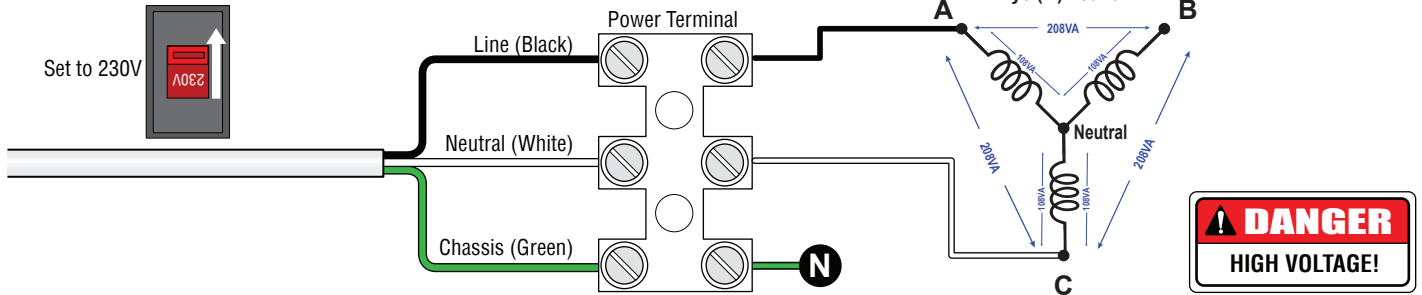 A
B
208VA
108VA
108VA
Power Terminal
Line (Black)
Set to 230V
230V
Neutral (White)
Neutral
208VA
208VA
108VA
108VA
Chassis (Green)
N
C
DANGER
HIGH VOLTAGE!